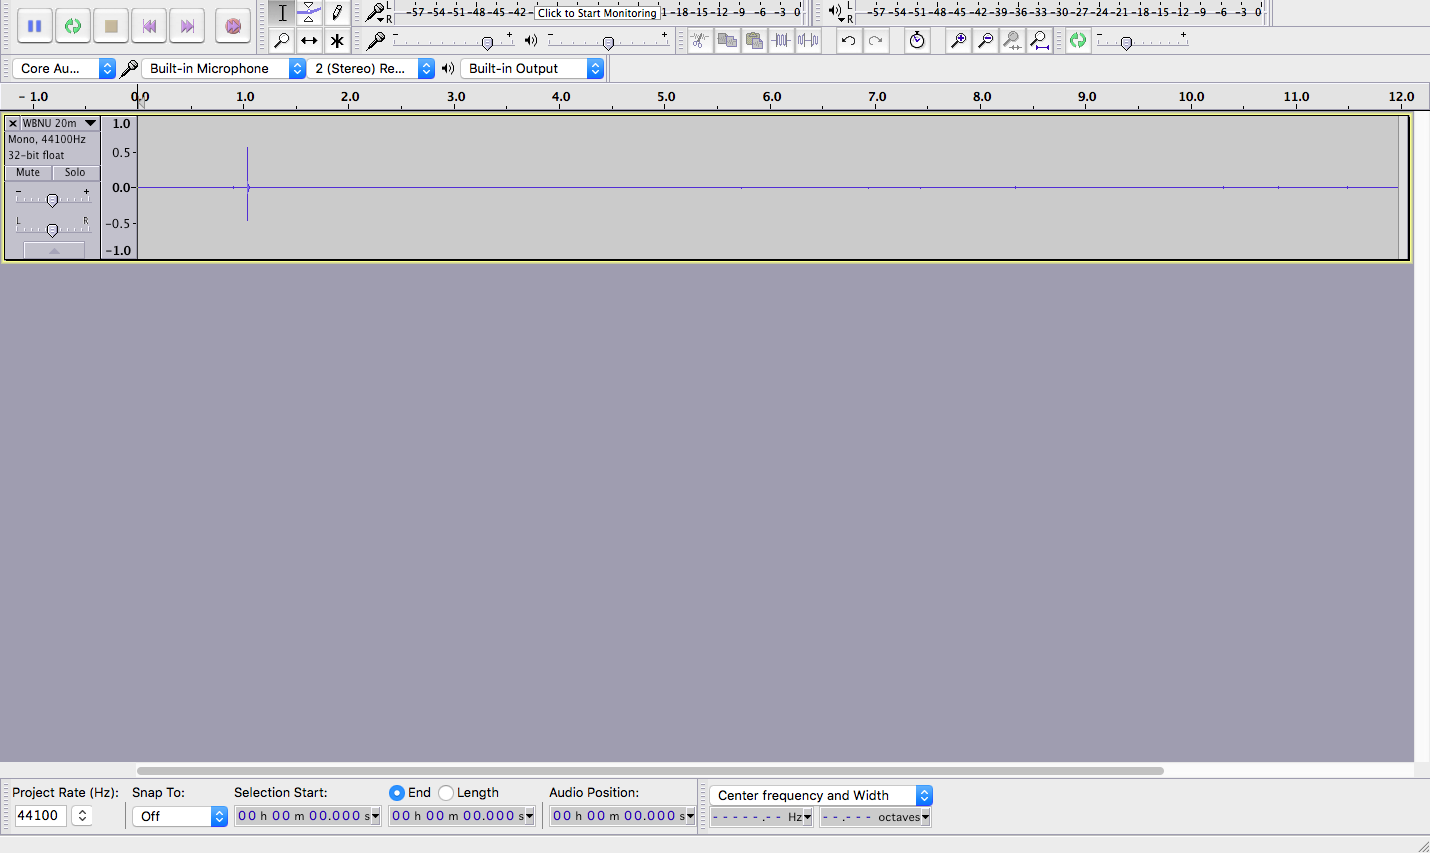 L
R
-57 -54 -51 -48 -45 -42 - Click to Start Monitoring 1 -18 -15 -12 -9 -6 -3 0
L
R
-57 -54 -51 -48 -45 -42 -39 -36 -33 -30 -27 -24 -21 -18 -15 -12 -9 -6 -3 0
- + - + - +
Core Au... Built-in Microphone 2 (Stereo) Re... Built-in Output
- 1.0 0.0 1.0 2.0 3.0 4.0 5.0 6.0 7.0 8.0 9.0 10.0 11.0 12.0
WBNU 20m
Mono, 44100Hz
32-bit float
Mute Solo
- +
L R
1.0
0.5-
0.0-
-0.5-
-1.0
Project Rate (Hz): Snap To: Selection Start: End Length Audio Position:
44100 Off 00 h 00 m 00.000 s 00 h 00 m 00.000 s 00 h 00 m 00.000 s
Center frequency and Width
- - - - - . - - Hz - - . - - - octaves